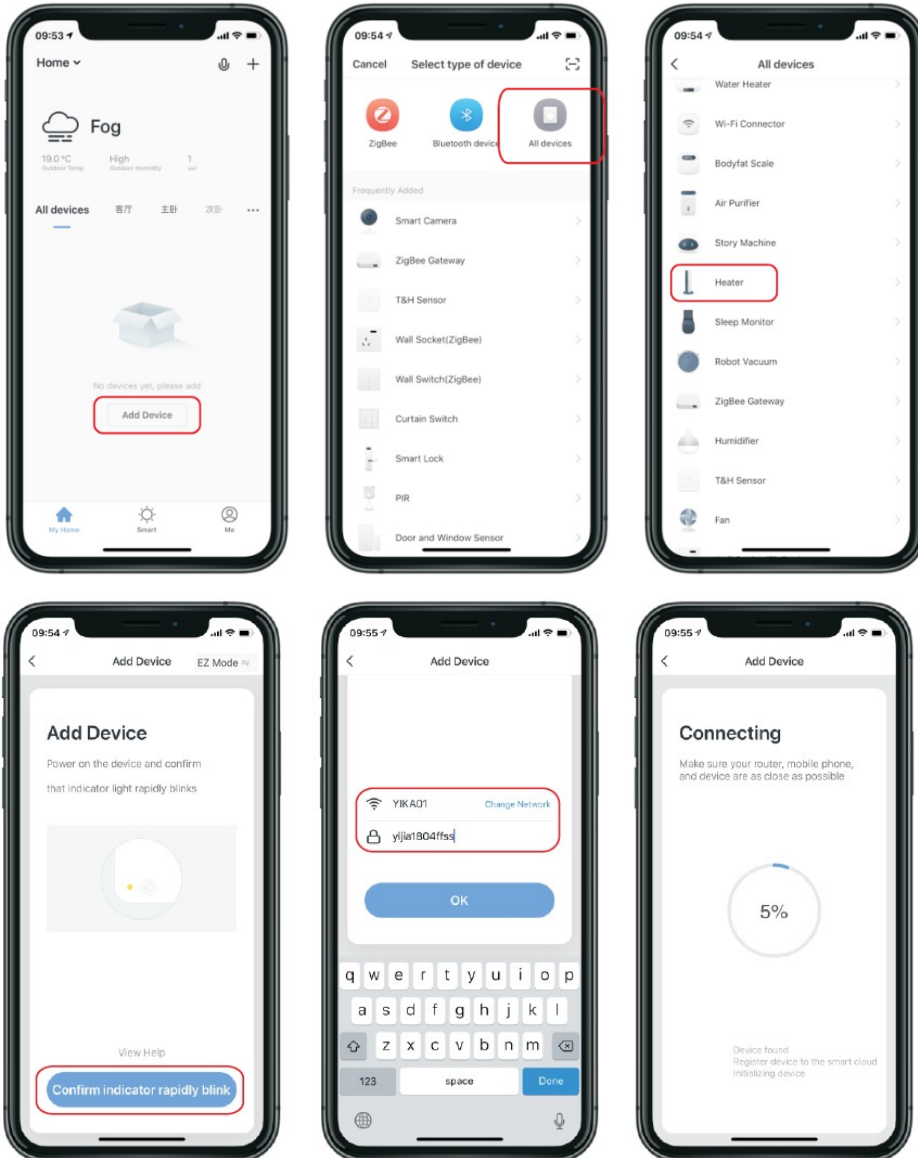 09:53
Home
Fog
19.0 °C
High
1
Outdoor Temp
Outdoor Humidity
All devices
客厅
主卧
次卧
No devices yet, please add
Add Device
My Home
Smart
Me
09:54
Cancel
Select type of device
ZigBee
Bluetooth device
All devices
Frequently Added
Smart Camera
ZigBee Gateway
T&H Sensor
Wall Socket(ZigBee)
Wall Switch(ZigBee)
Curtain Switch
Smart Lock
PIR
Door and Window Sensor
09:54
All devices
Water Heater
Wi-Fi Connector
Bodyfat Scale
Air Purifier
Story Machine
Heater
Sleep Monitor
Robot Vacuum
ZigBee Gateway
Humidifier
T&H Sensor
Fan
09:54
Add Device
EZ Mode
Add Device
Power on the device and confirm
that indicator light rapidly blinks
View Help
Confirm indicator rapidly blink
09:55
Add Device
YIKA01
Change Network
yijia1804ffss
OK
q w e r t y u i o p
a s d f g h j k l
z x c v b n m
123
space
Done
09:55
Add Device
Connecting
Make sure your router, mobile phone,
and device are as close as possible
5%
Device found
Register device to the smart cloud
Initializing device